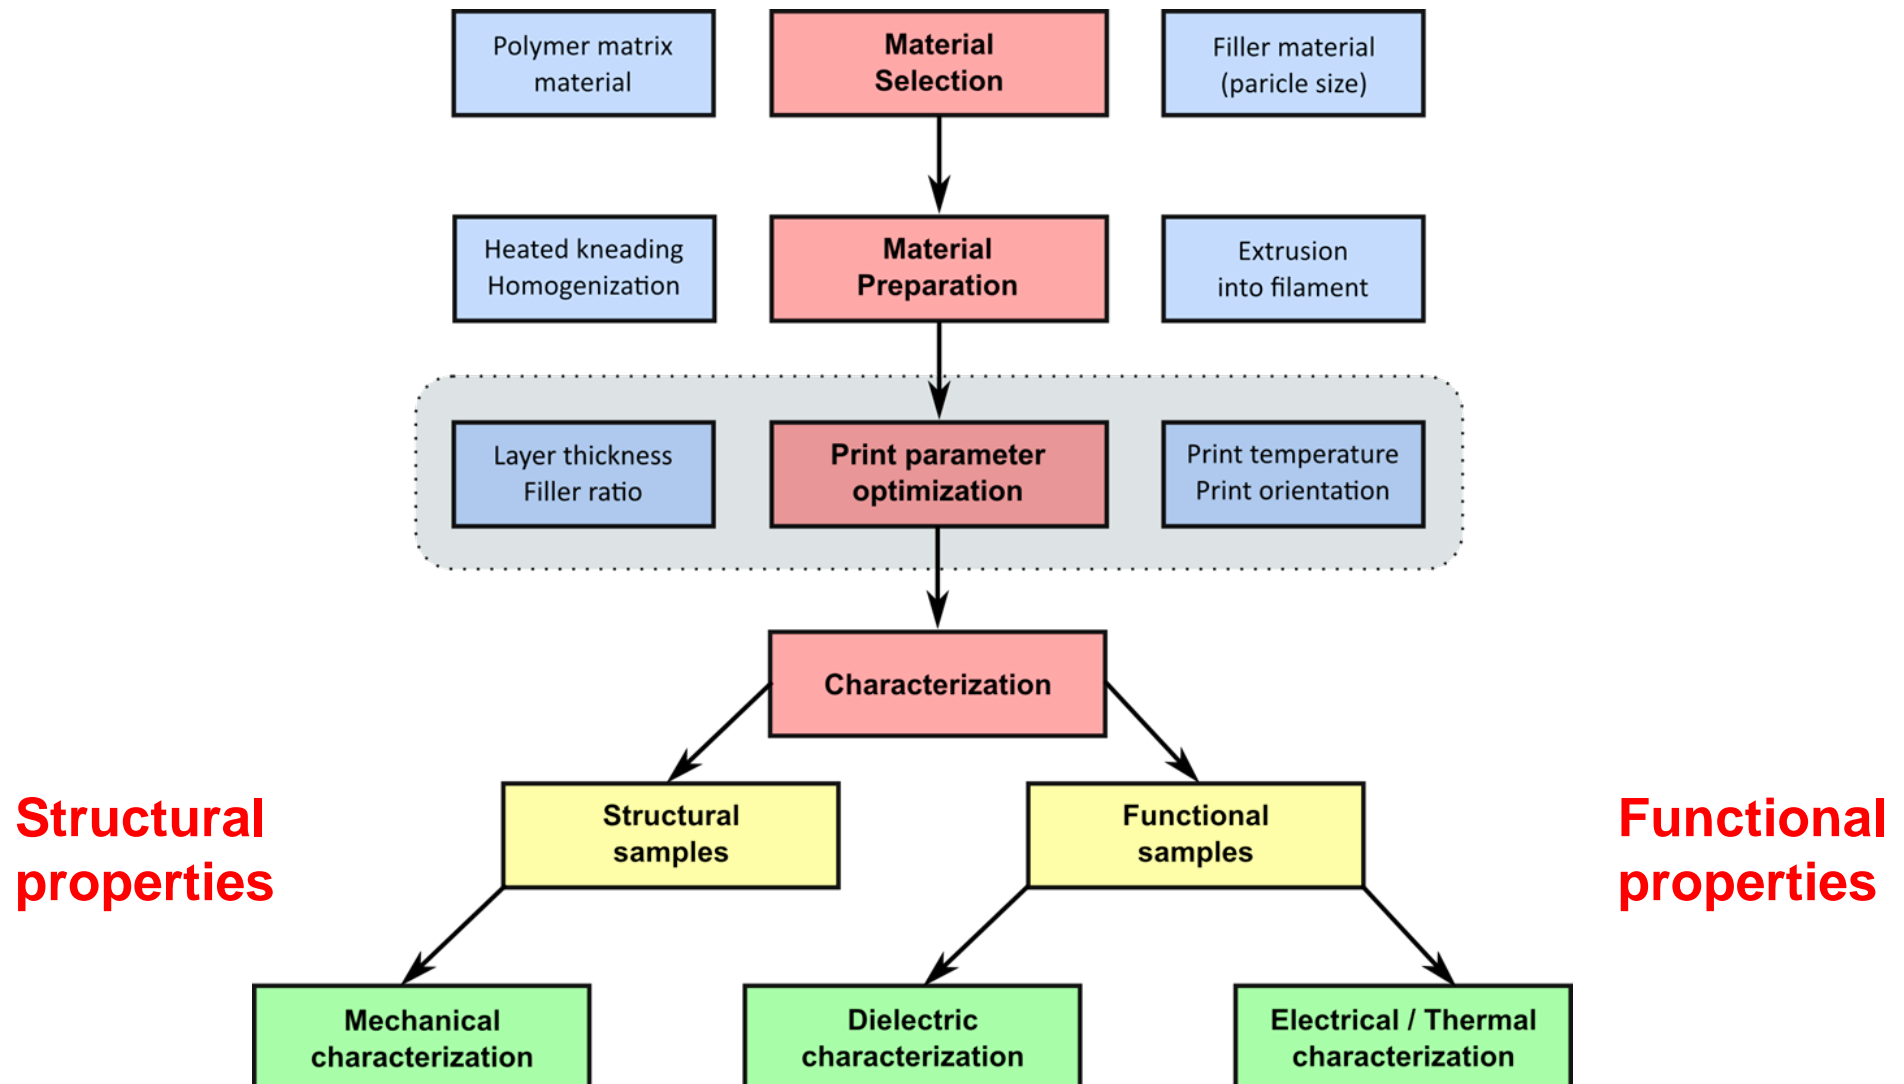 Polymer matrix
material
Material
Selection
Filler material
(paricle size)
Heated kneading
Homogenization
Material
Preparation
Extrusion
into filament
Layer thickness
Filler ratio
Print parameter
optimization
Print temperature
Print orientation
Characterization
Structural
properties
Structural
samples
Functional
samples
Functional
properties
Mechanical
characterization
Dielectric
characterization
Electrical / Thermal
characterization